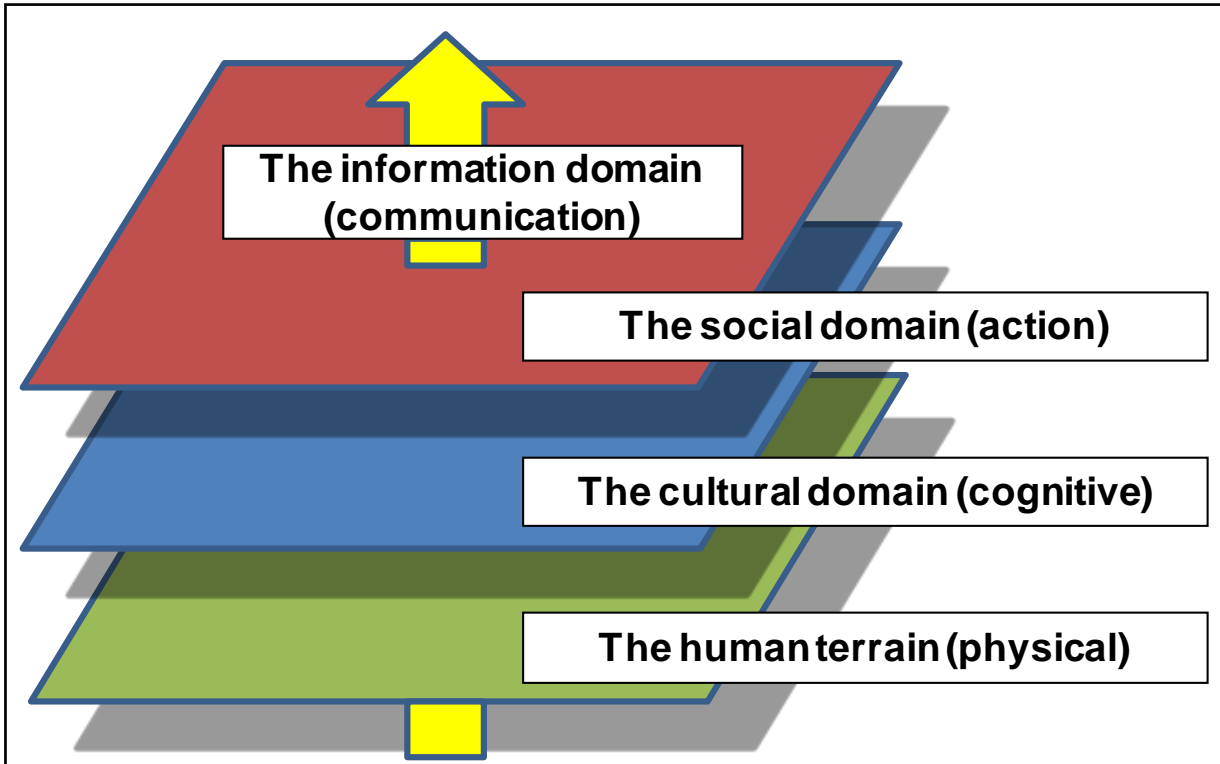 The information domain
(communication)
The social domain (action)
The cultural domain (cognitive)
The human terrain (physical)